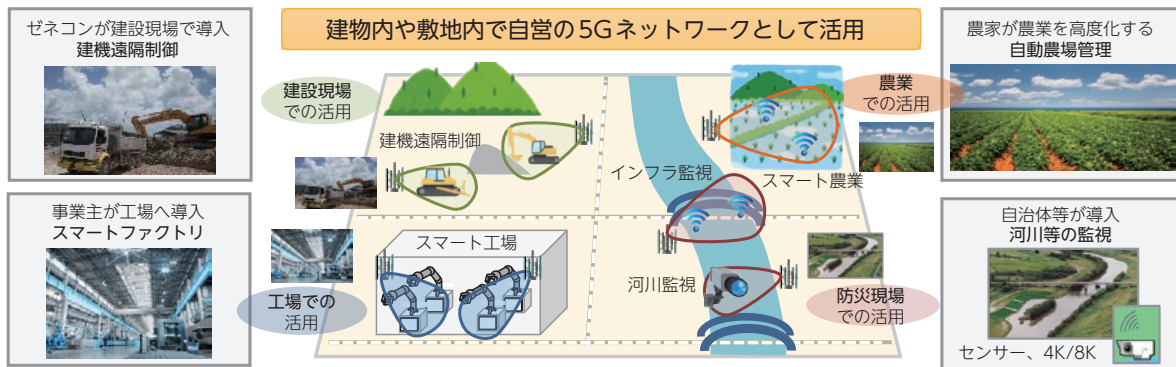 建物内や敷地内で自営の5Gネットワークとして活用
ゼネコンが建設現場で導入
建機遠隔制御
事業主が工場へ導入
スマートファクトリ
建設現場
での活用
建機遠隔制御
スマート工場
工場での
活用
インフラ監視
スマート農業
河川監視
農業
での活用
防災現場
での活用
農家が農業を高度化する
自動農場管理
自治体等が導入
河川等の監視
センサー、4K/8K